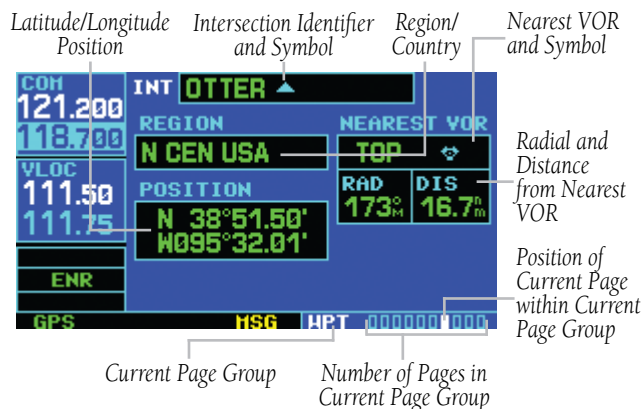 Latitude/Longitude
Position
Intersection Identifier
and Symbol
Region/
Country
Nearest VOR
and Symbol
COM
121.200
118.700
VLOC
111.50
111.75
ENR
GPS
INT OTTER
REGION
N CEN USA
POSITION
N 38°51.50'
W095°32.01'
NEAREST VOR
TOP
RAD
173°M
DIS
16.7nm
MSG
WPT
Radial and
Distance
from Nearest
VOR
Position of
Current Page
within Current
Page Group
Current Page Group
Number of Pages in
Current Page Group